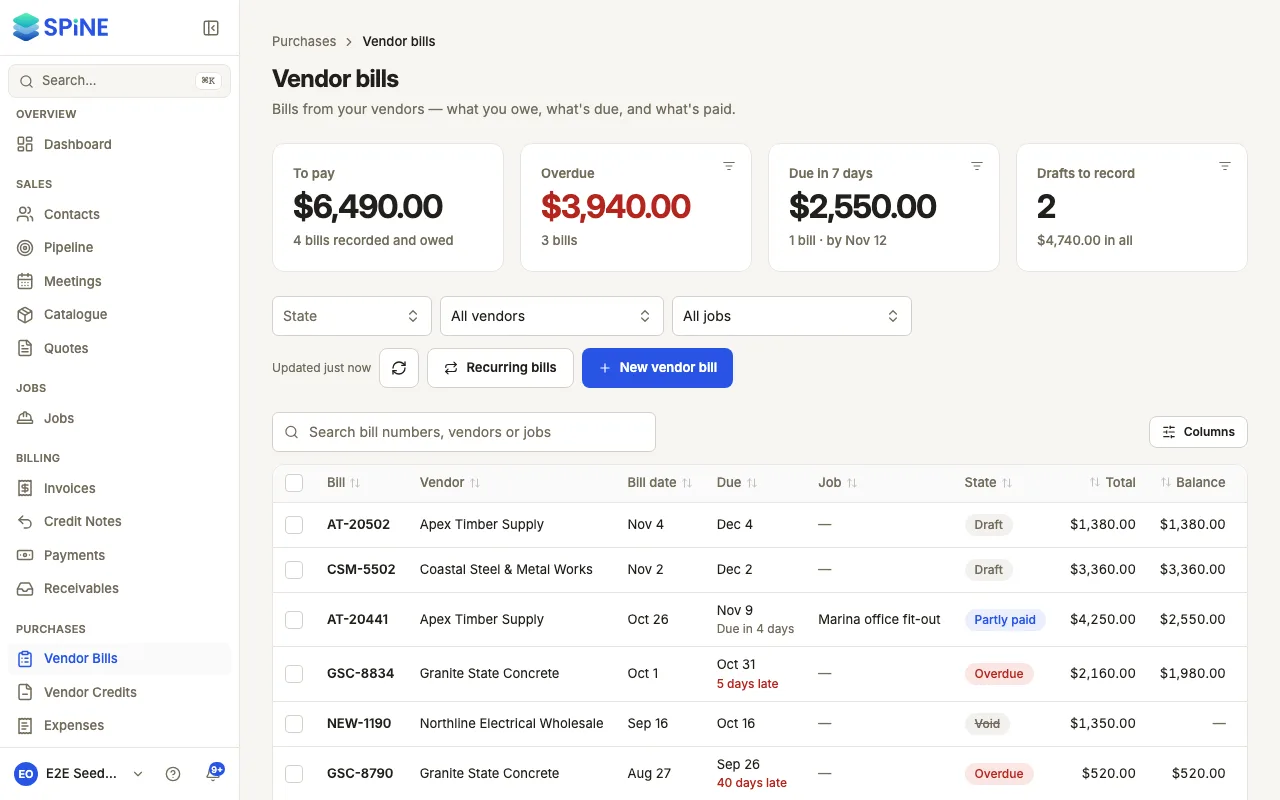 SPiNE
Search... ⌘K
OVERVIEW
Dashboard
SALES
Contacts
Pipeline
Meetings
Catalogue
Quotes
JOBS
Jobs
BILLING
Invoices
Credit Notes
Payments
Receivables
PURCHASES
Vendor Bills
Vendor Credits
Expenses
EO E2E Seed... 9+
Purchases > Vendor bills
Vendor bills
Bills from your vendors — what you owe, what's due, and what's paid.
To pay
$6,490.00
4 bills recorded and owed
Overdue
$3,940.00
3 bills
Due in 7 days
$2,550.00
1 bill · by Nov 12
Drafts to record
2
$4,740.00 in all
State All vendors All jobs
Updated just now Recurring bills + New vendor bill
Search bill numbers, vendors or jobs Columns
Bill Vendor Bill date Due Job State Total Balance
AT-20502 Apex Timber Supply Nov 4 Dec 4 — Draft $1,380.00 $1,380.00
CSM-5502 Coastal Steel & Metal Works Nov 2 Dec 2 — Draft $3,360.00 $3,360.00
AT-20441 Apex Timber Supply Oct 26 Nov 9 Marina office fit-out Partly paid $4,250.00 $2,550.00
Due in 4 days
GSC-8834 Granite State Concrete Oct 1 Oct 31 — Overdue $2,160.00 $1,980.00
5 days late
NEW-1190 Northline Electrical Wholesale Sep 16 Oct 16 — Void $1,350.00 —
GSC-8790 Granite State Concrete Aug 27 Sep 26 — Overdue $520.00 $520.00
40 days late